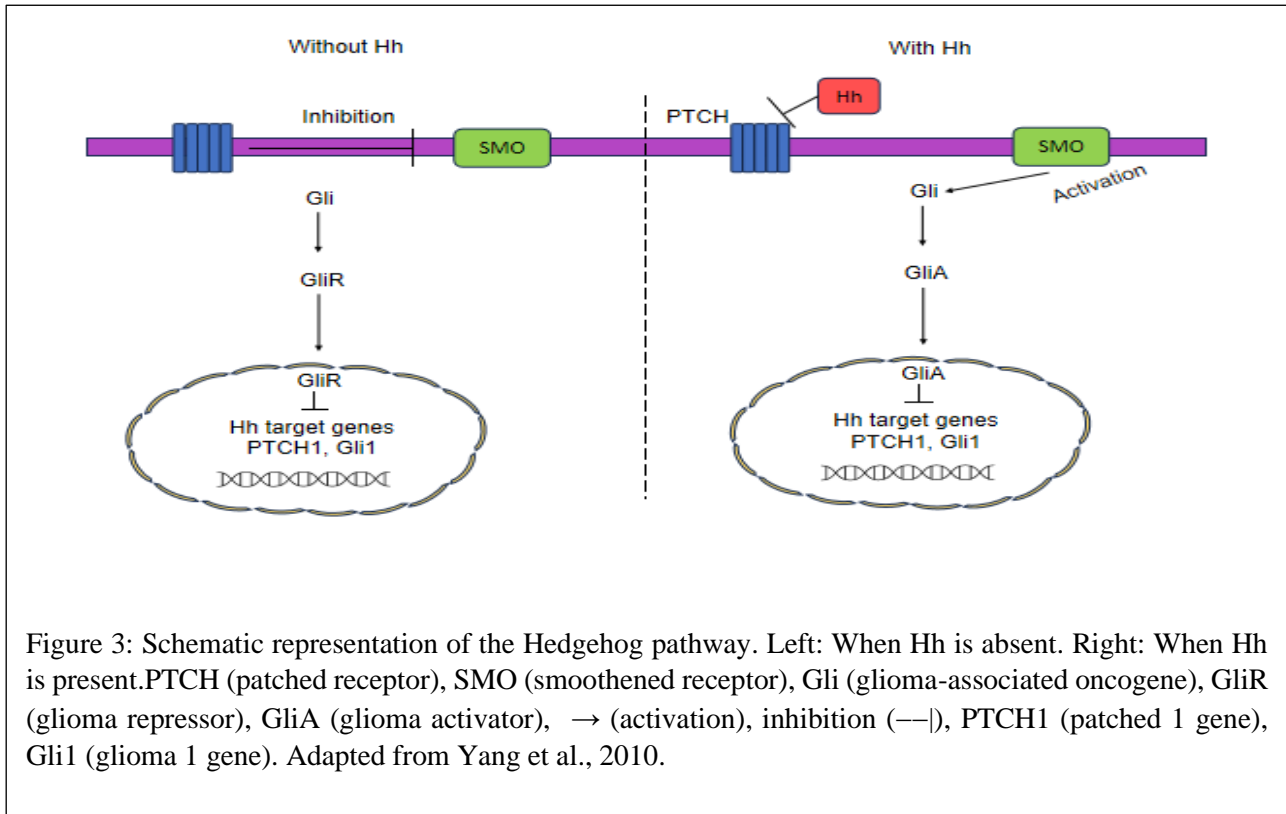 Without Hh
With Hh
Hh
Inhibition
PTCH
SMO
SMO
Activation
Gli
Gli
GliR
GliA
GliR
GliA
Hh target genes
PTCH1, Gli1
Hh target genes
PTCH1, Gli1
Figure 3: Schematic representation of the Hedgehog pathway. Left: When Hh is absent. Right: When Hh
is present.PTCH (patched receptor), SMO (smoothened receptor), Gli (glioma-associated oncogene), GliR
(glioma repressor), GliA (glioma activator), → (activation), inhibition (––|), PTCH1 (patched 1 gene),
Gli1 (glioma 1 gene). Adapted from Yang et al., 2010.